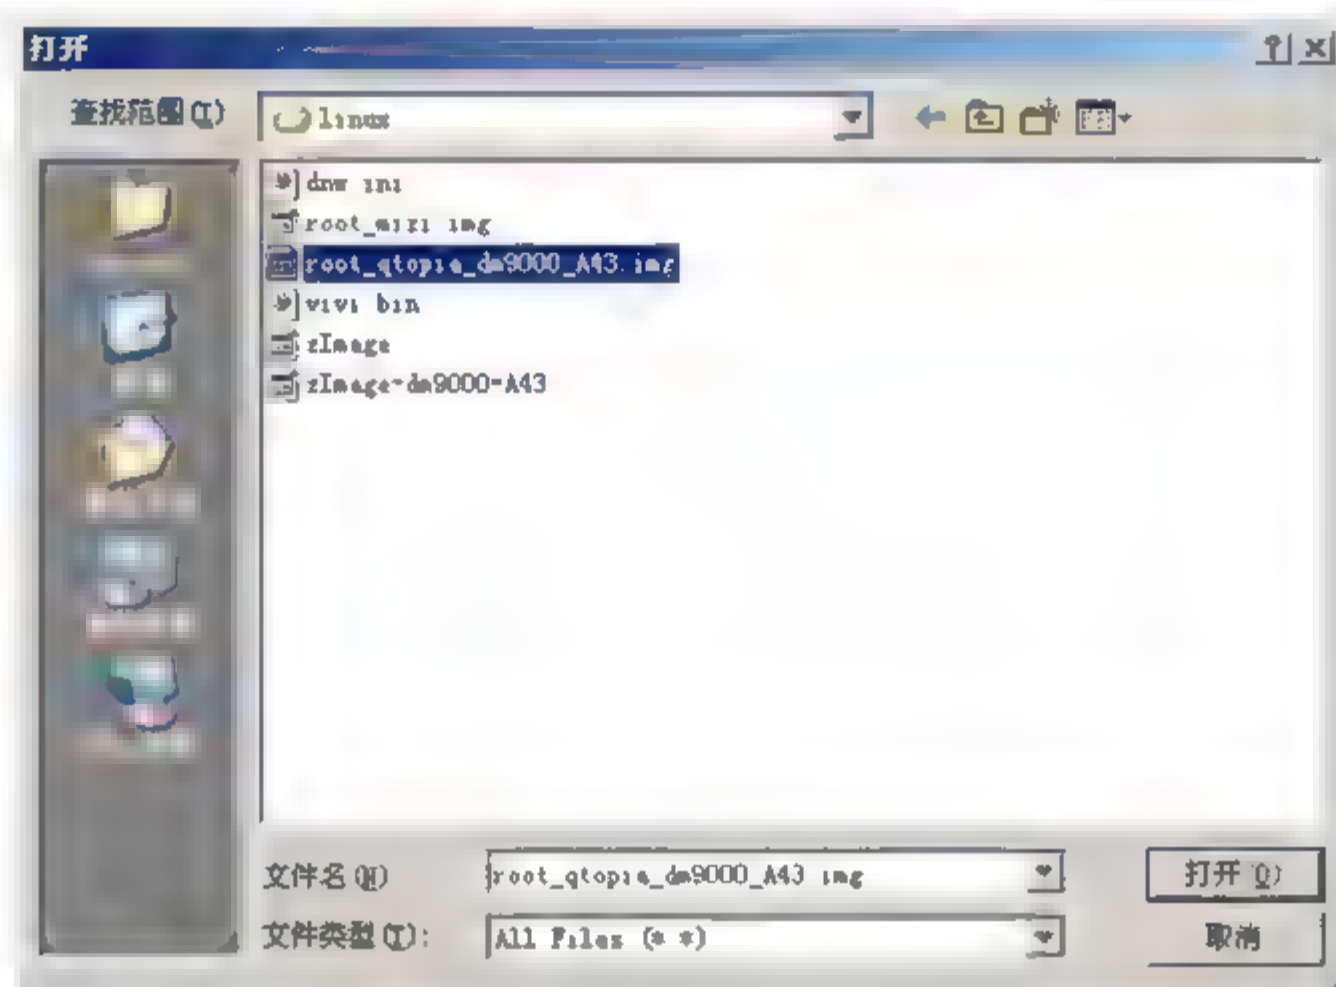 打开
查找范围(I)
linux
dnw ini
root_mizi img
root_qtopia_dm9000_A43.img
vivi bin
zImage
zImage-dm9000-A43
文件名(N)
root_qtopia_dm9000_A43 img
打开(O)
文件类型(T):
All Files (* *)
取消